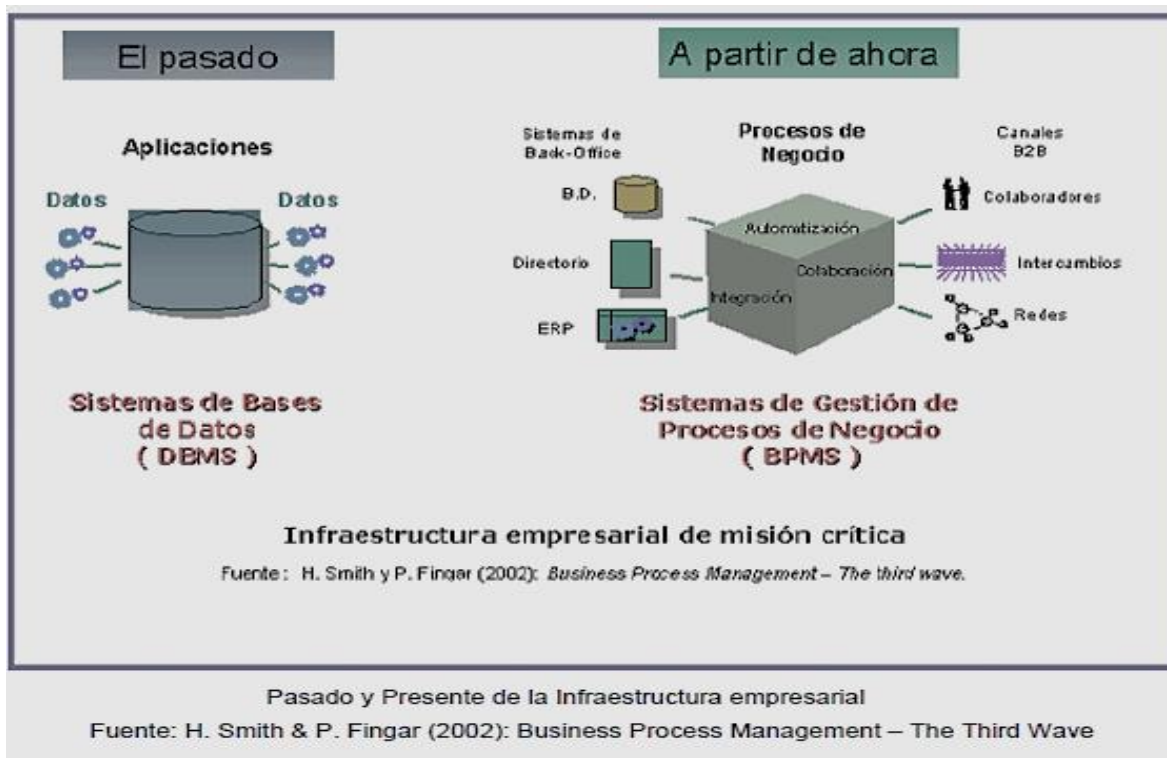 El pasado
A partir de ahora
Aplicaciones
Datos
Datos
Sistemas de Bases
de Datos
( DBMS )
Sistemas de
Back-Office
Procesos de
Negocio
Canales
B2B
B.D.
Directorio
ERP
Automatización
Colaboración
Integración
Colaboradores
Intercambios
Redes
Sistemas de Gestión de
Procesos de Negocio
( BPMS )
Infraestructura empresarial de misión crítica
Fuente: H. Smith y P. Fingar (2002): Business Process Management – The third wave.
Pasado y Presente de la Infraestructura empresarial
Fuente: H. Smith & P. Fingar (2002): Business Process Management – The Third Wave